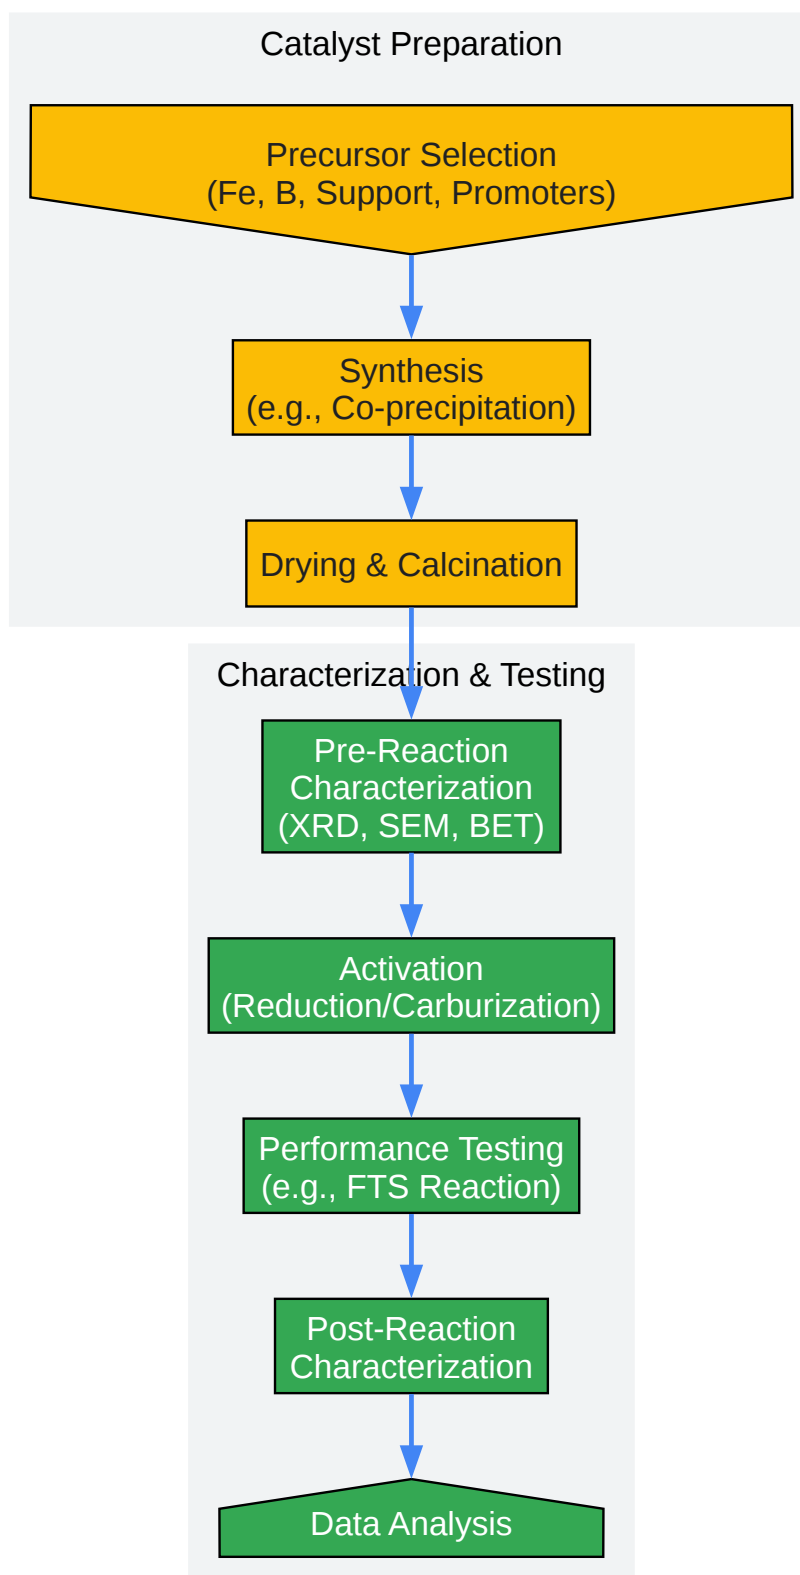 Catalyst Preparation
Precursor Selection
(Fe, B, Support, Promoters)
Synthesis
(e.g., Co-precipitation)
Drying & Calcination
Characterization & Testing
Pre-Reaction
Characterization
(XRD, SEM, BET)
Activation
(Reduction/Carburization)
Performance Testing
(e.g., FTS Reaction)
Post-Reaction
Characterization
Data Analysis